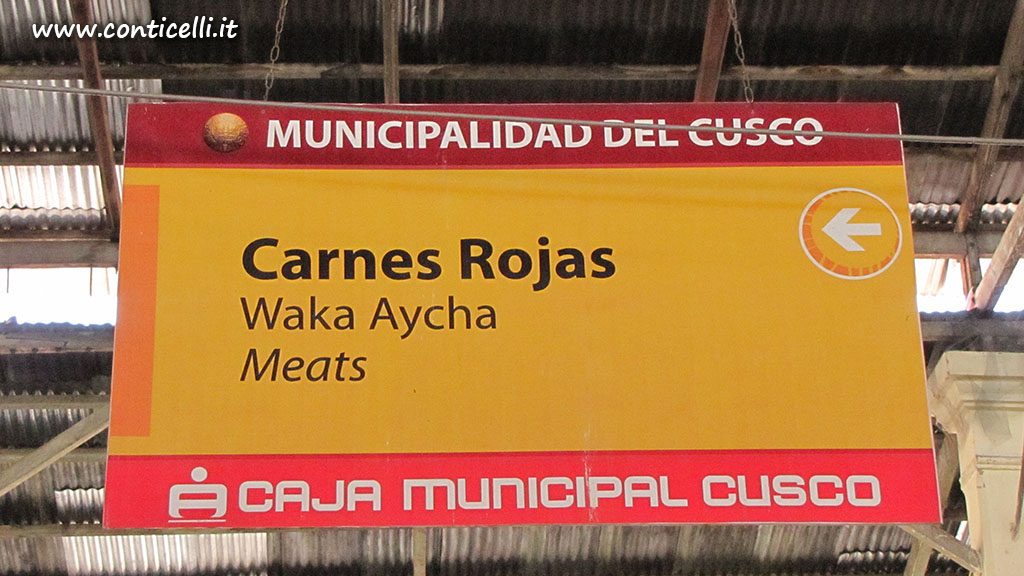 www.conticelli.it
MUNICIPALIDAD DEL CUSCO
Carnes Rojas
Waka Aycha
Meats
CAJA MUNICIPAL CUSCO